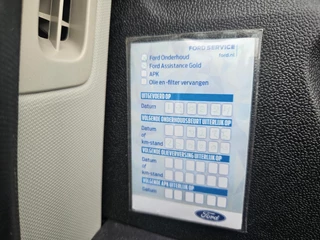 FORD SERVICE
Ford Onderhoud
Ford Assistance Gold
APK
Olie en-filter vervangen
UITGEVOERD OP
Datum
VOLGENDE ONDERHOUDSBEURT UITERLIJK OP
Datum
of
km-stand
VOLGENDE OLIEVERVERSING UITERLIJK OP
Datum
of
km-stand
VOLGENDE APK UITERLIJK OP
Datum
Ford